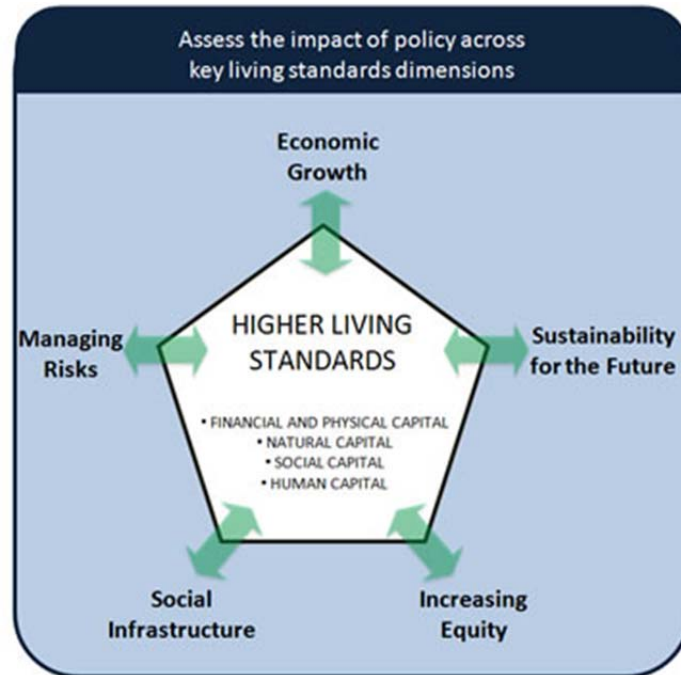 Assess the impact of policy across
key living standards dimensions
Economic
Growth
Managing
Risks
HIGHER LIVING
STANDARDS
Sustainability
for the Future
• FINANCIAL AND PHYSICAL CAPITAL
• NATURAL CAPITAL
• SOCIAL CAPITAL
• HUMAN CAPITAL
Social
Infrastructure
Increasing
Equity